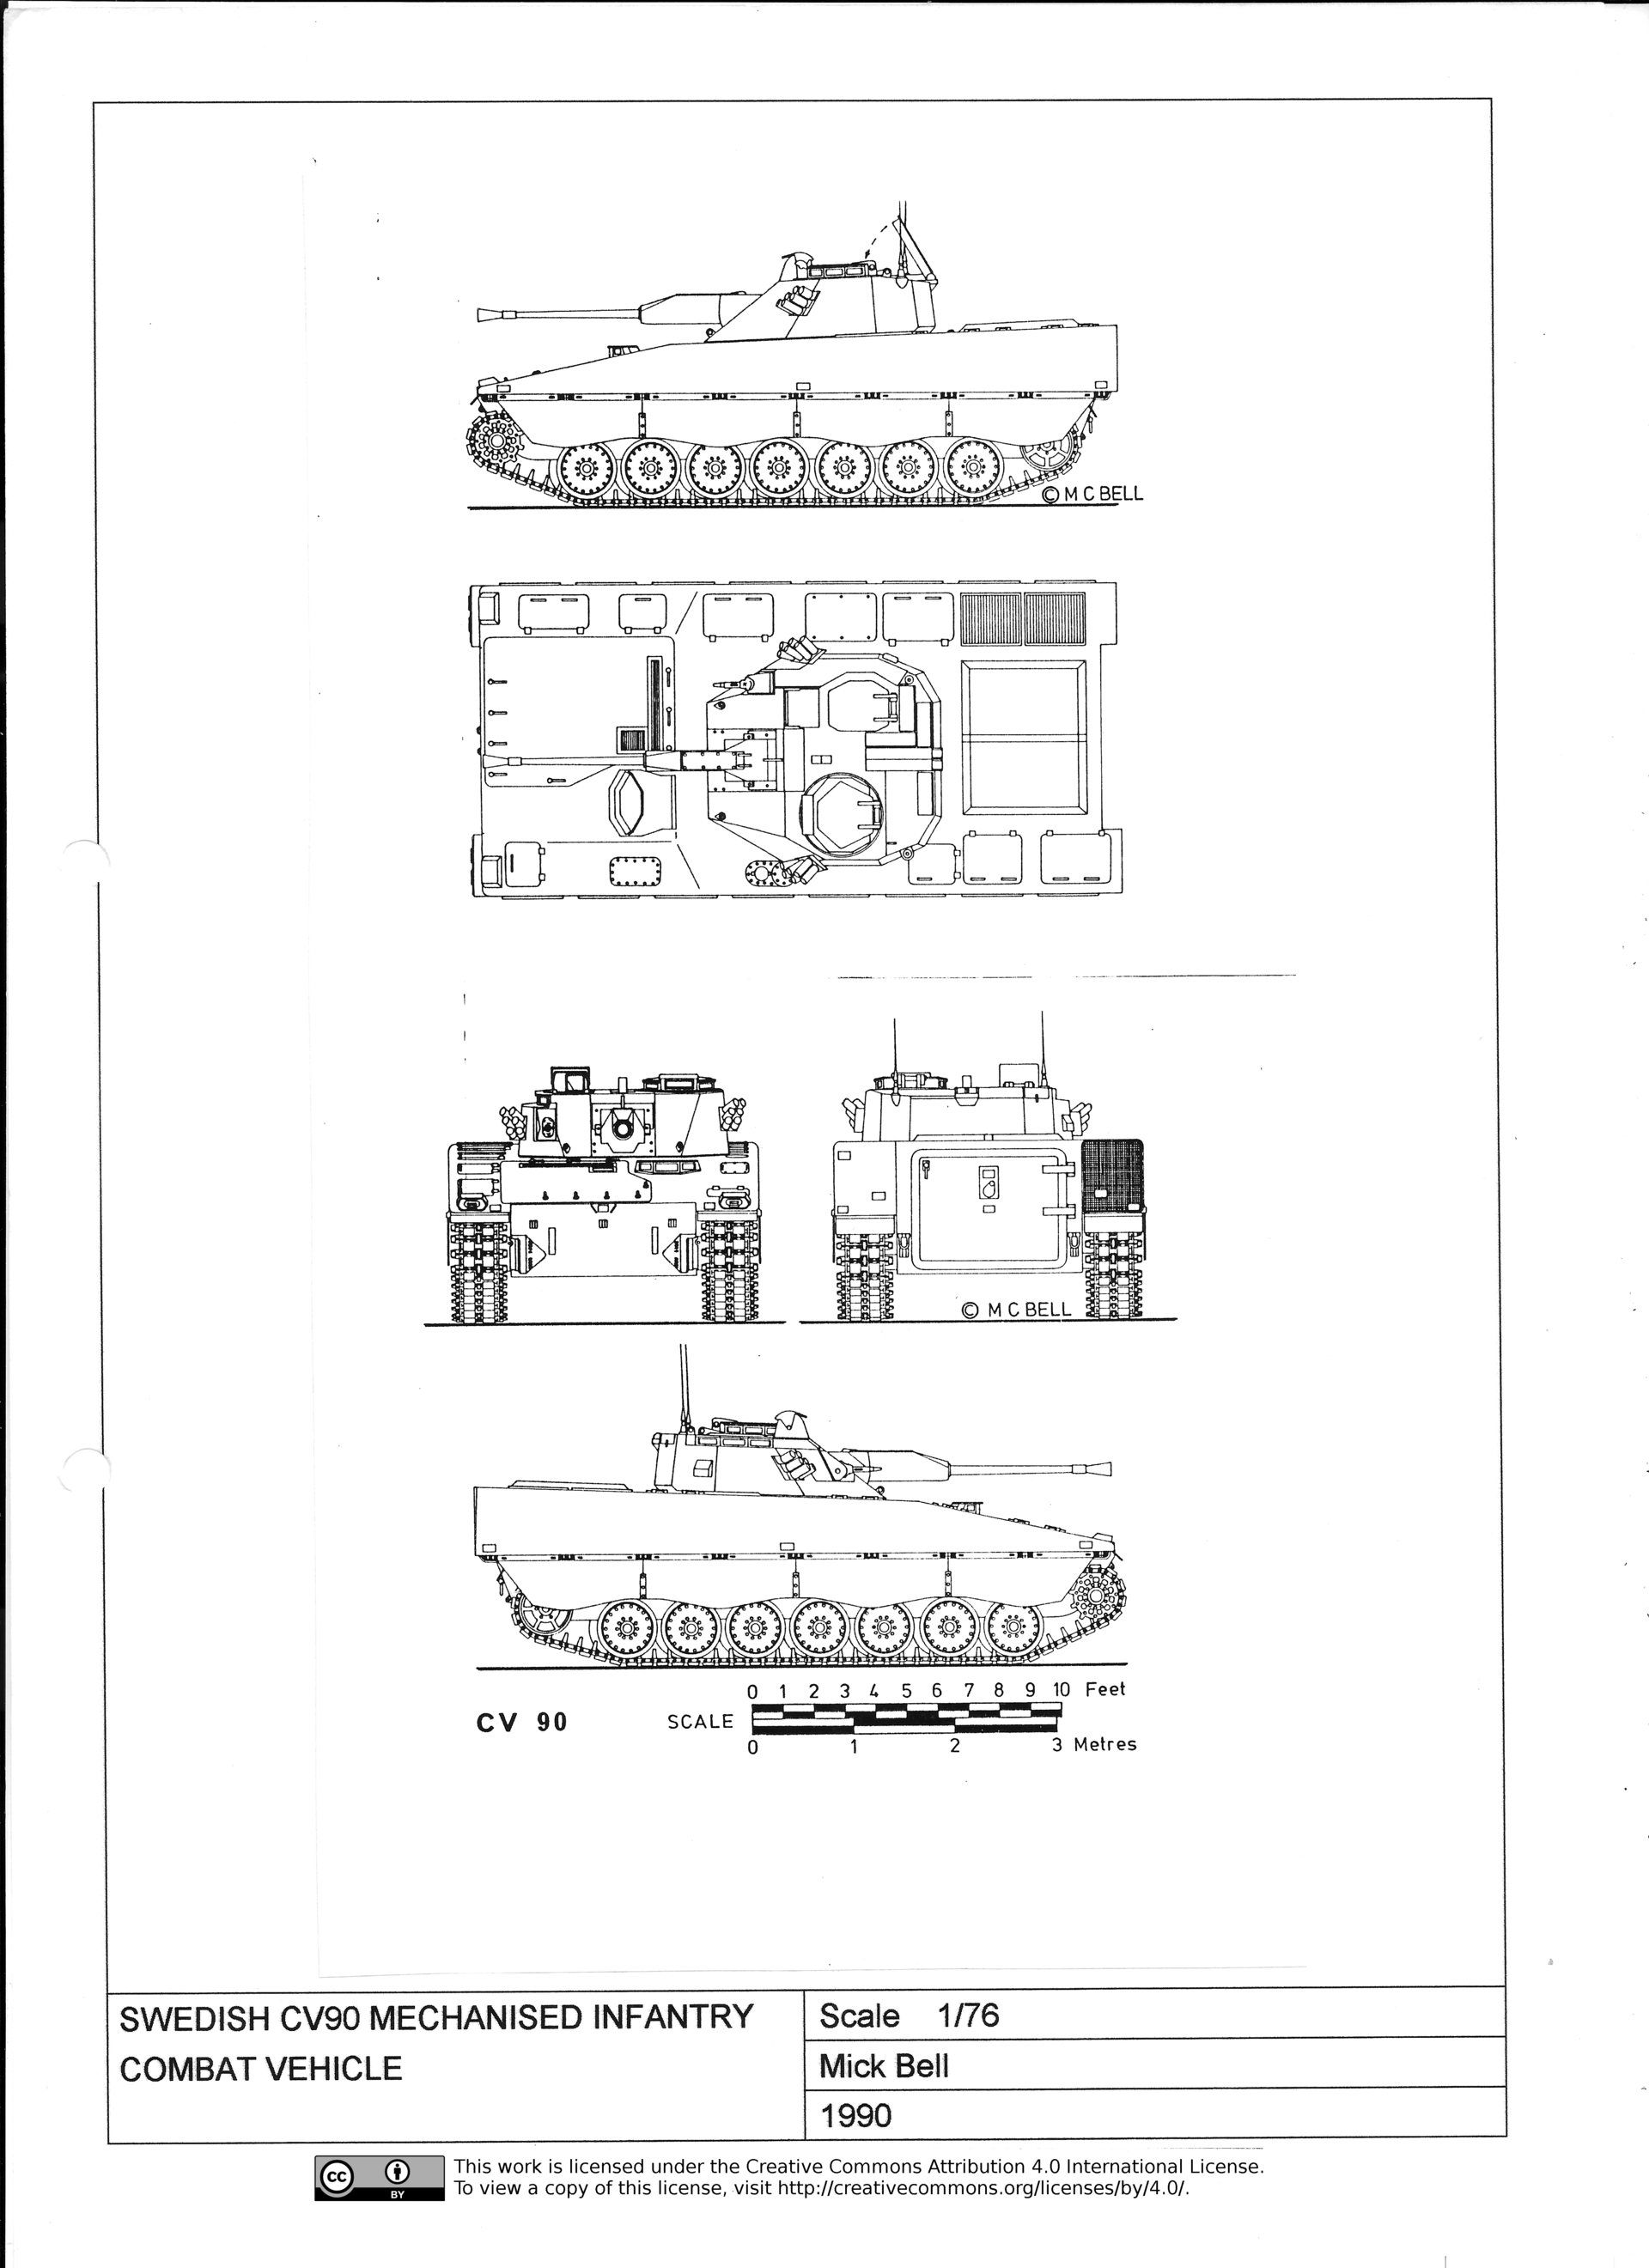 © M C BELL
© M C BELL
0 1 2 3 4 5 6 7 8 9 10 Feet
CV 90 SCALE
0 1 2 3 Metres
SWEDISH CV90 MECHANISED INFANTRY
COMBAT VEHICLE
Scale 1/76
Mick Bell
1990
cc
BY
This work is licensed under the Creative Commons Attribution 4.0 International License.
To view a copy of this license, visit http://creativecommons.org/licenses/by/4.0/.